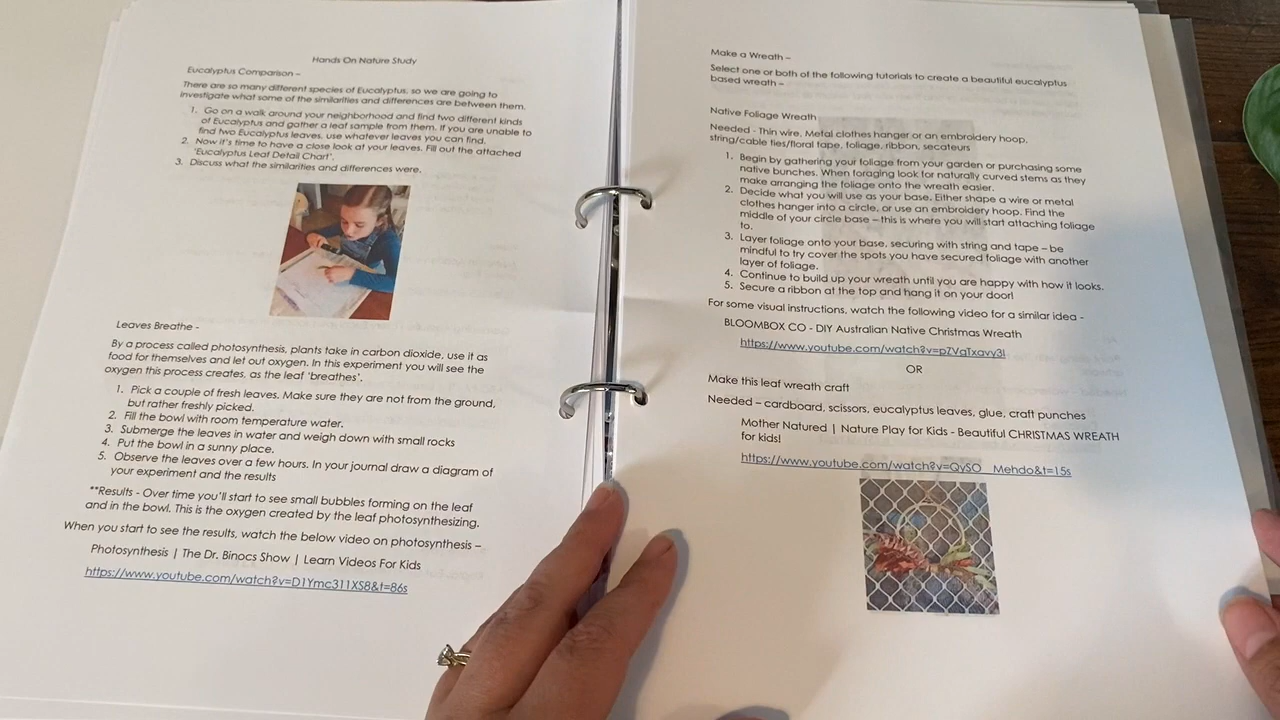 Hands On Nature Study
Eucalyptus Comparison –
There are so many different species of Eucalyptus, so we are going to
investigate what some of the similarities and differences are between them.
1. Go on a walk around your neighborhood and find two different kinds
of Eucalyptus and gather a leaf sample from them. If you are unable to
find two Eucalyptus leaves, use whatever leaves you can find.
2. Now it's time to have a close look at your leaves. Fill out the attached
'Eucalyptus Leaf Detail Chart'.
3. Discuss what the similarities and differences were.
Leaves Breathe -
By a process called photosynthesis, plants take in carbon dioxide, use it as
food for themselves and let out oxygen. In this experiment you will see the
oxygen this process creates, as the leaf 'breathes'.
1. Pick a couple of fresh leaves. Make sure they are not from the ground,
but rather freshly picked.
2. Fill the bowl with room temperature water.
3. Submerge the leaves in water and weigh down with small rocks
4. Put the bowl in a sunny place.
5. Observe the leaves over a few hours. In your journal draw a diagram of
your experiment and the results
**Results - Over time you'll start to see small bubbles forming on the leaf
and in the bowl. This is the oxygen created by the leaf photosynthesizing.
When you start to see the results, watch the below video on photosynthesis –
Photosynthesis | The Dr. Binocs Show | Learn Videos For Kids
https://www.youtube.com/watch?v=D1Ymc311XS8&t=86s
Make a Wreath –
Select one or both of the following tutorials to create a beautiful eucalyptus
based wreath –
Native Foliage Wreath
Needed - Thin wire, Metal clothes hanger or an embroidery hoop,
string/cable ties/floral tape, foliage, ribbon, secateurs
1. Begin by gathering your foliage from your garden or purchasing some
native bunches. When foraging look for naturally curved stems as they
make arranging the foliage onto the wreath easier.
2. Decide what you will use as your base. Either shape a wire or metal
clothes hanger into a circle, or use an embroidery hoop. Find the
middle of your circle base – this is where you will start attaching foliage
to.
3. Layer foliage onto your base, securing with string and tape – be
mindful to try cover the spots you have secured foliage with another
layer of foliage.
4. Continue to build up your wreath until you are happy with how it looks.
5. Secure a ribbon at the top and hang it on your door!
For some visual instructions, watch the following video for a similar idea -
BLOOMBOX CO - DIY Australian Native Christmas Wreath
https://www.youtube.com/watch?v=pZVgTxavv3I
OR
Make this leaf wreath craft
Needed – cardboard, scissors, eucalyptus leaves, glue, craft punches
Mother Natured | Nature Play for Kids - Beautiful CHRISTMAS WREATH
for kids!
https://www.youtube.com/watch?v=QySO__Mehdo&t=15s